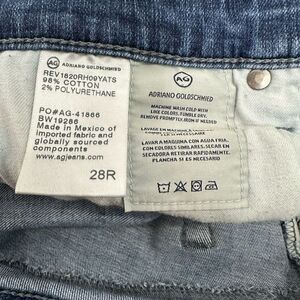 AG ADRIANO GOLDSCHMIED
REV1820RH09YATS
98% COTTON
2% POLYURETHANE
PO#AG-41866
BW19286
Made in Mexico of
imported fabric and
globally sourced
components
www.agjeans.com
28R
AG
ADRIANO GOLDSCHMIED
MACHINE WASH COLD WITH
LIKE COLORS. TUMBLE DRY.
REMOVE PROMPTLY. IRON IF NEEDED
LAVAR A MAQUINA CON AGUA FRIA.
CON COLORES SIMILARES. SECAR EN
SECADORA RETIRAR RAPIDAMENTE.
PLANCHA SI ES NECESARIO